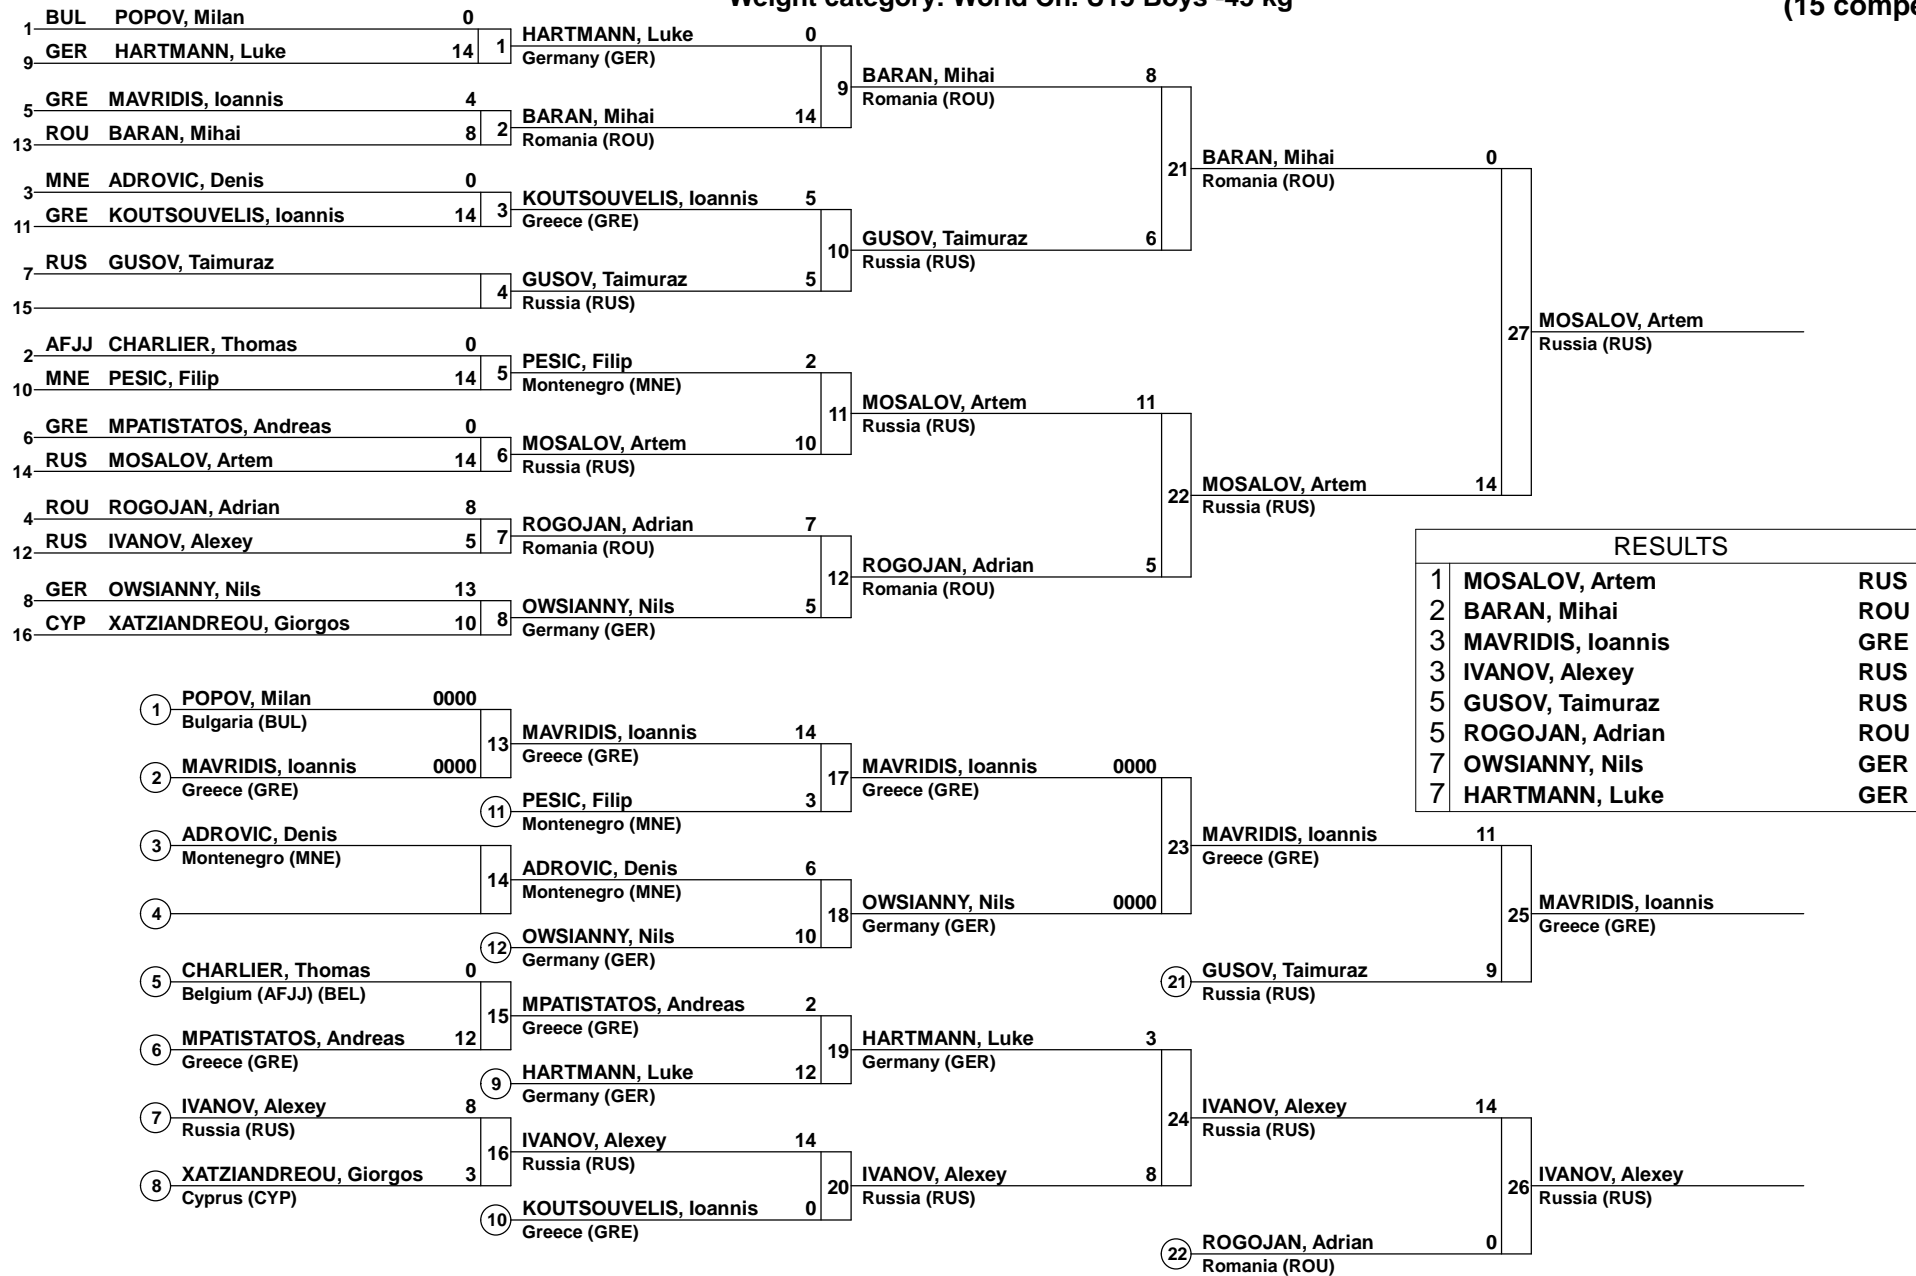 1 BUL POPOV, Milan 0
9 GER HARTMANN, Luke 14
1
HARTMANN, Luke 0
Germany (GER)
5 GRE MAVRIDIS, Ioannis 4
13 ROU BARAN, Mihai 8
2
BARAN, Mihai 14
Romania (ROU)
9
BARAN, Mihai 8
Romania (ROU)
3 MNE ADROVIC, Denis 0
11 GRE KOUTSOUVELIS, Ioannis 14
3
KOUTSOUVELIS, Ioannis 5
Greece (GRE)
7 RUS GUSOV, Taimuraz
15
4
GUSOV, Taimuraz 5
Russia (RUS)
10
GUSOV, Taimuraz 6
Russia (RUS)
21
BARAN, Mihai 0
Romania (ROU)
2 AFJJ CHARLIER, Thomas 0
10 MNE PESIC, Filip 14
5
PESIC, Filip 2
Montenegro (MNE)
6 GRE MPATISTATOS, Andreas 0
14 RUS MOSALOV, Artem 14
6
MOSALOV, Artem 10
Russia (RUS)
11
MOSALOV, Artem 11
Russia (RUS)
4 ROU ROGOJAN, Adrian 8
12 RUS IVANOV, Alexey 5
7
ROGOJAN, Adrian 7
Romania (ROU)
8 GER OWSIANNY, Nils 13
16 CYP XATZIANDREOU, Giorgos 10
8
OWSIANNY, Nils 5
Germany (GER)
12
ROGOJAN, Adrian 5
Romania (ROU)
22
MOSALOV, Artem 14
Russia (RUS)
27
MOSALOV, Artem
Russia (RUS)
RESULTS
1 MOSALOV, Artem RUS
2 BARAN, Mihai ROU
3 MAVRIDIS, Ioannis GRE
3 IVANOV, Alexey RUS
5 GUSOV, Taimuraz RUS
5 ROGOJAN, Adrian ROU
7 OWSIANNY, Nils GER
7 HARTMANN, Luke GER
1 POPOV, Milan 0000
Bulgaria (BUL)
2 MAVRIDIS, Ioannis 0000
Greece (GRE)
13
MAVRIDIS, Ioannis 14
Greece (GRE)
11 PESIC, Filip 3
Montenegro (MNE)
17
MAVRIDIS, Ioannis 0000
Greece (GRE)
3 ADROVIC, Denis
Montenegro (MNE)
4
14
ADROVIC, Denis 6
Montenegro (MNE)
12 OWSIANNY, Nils 10
Germany (GER)
18
OWSIANNY, Nils 0000
Germany (GER)
23
MAVRIDIS, Ioannis 11
Greece (GRE)
21 GUSOV, Taimuraz 9
Russia (RUS)
25
MAVRIDIS, Ioannis
Greece (GRE)
5 CHARLIER, Thomas 0
Belgium (AFJJ) (BEL)
6 MPATISTATOS, Andreas 12
Greece (GRE)
15
MPATISTATOS, Andreas 2
Greece (GRE)
9 HARTMANN, Luke 12
Germany (GER)
19
HARTMANN, Luke 3
Germany (GER)
7 IVANOV, Alexey 8
Russia (RUS)
8 XATZIANDREOU, Giorgos 3
Cyprus (CYP)
16
IVANOV, Alexey 14
Russia (RUS)
10 KOUTSOUVELIS, Ioannis 0
Greece (GRE)
20
IVANOV, Alexey 8
Russia (RUS)
24
IVANOV, Alexey 14
Russia (RUS)
22 ROGOJAN, Adrian 0
Romania (ROU)
26
IVANOV, Alexey
Russia (RUS)